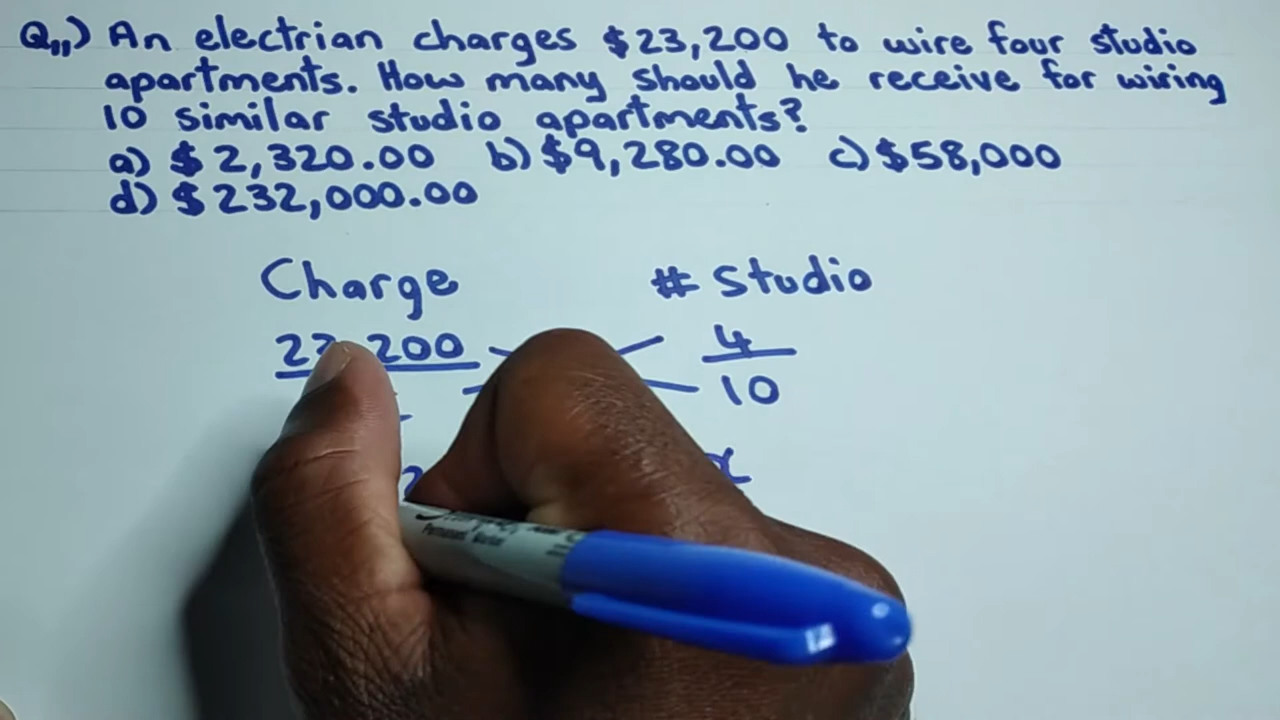 Q11) An electrian charges $23,200 to wire four studio
apartments. How many should he receive for wiring
10 similar studio apartments?
a) $2,320.00 b) $9,280.00 c) $58,000
d) $232,000.00
Charge # Studio
4
10
x